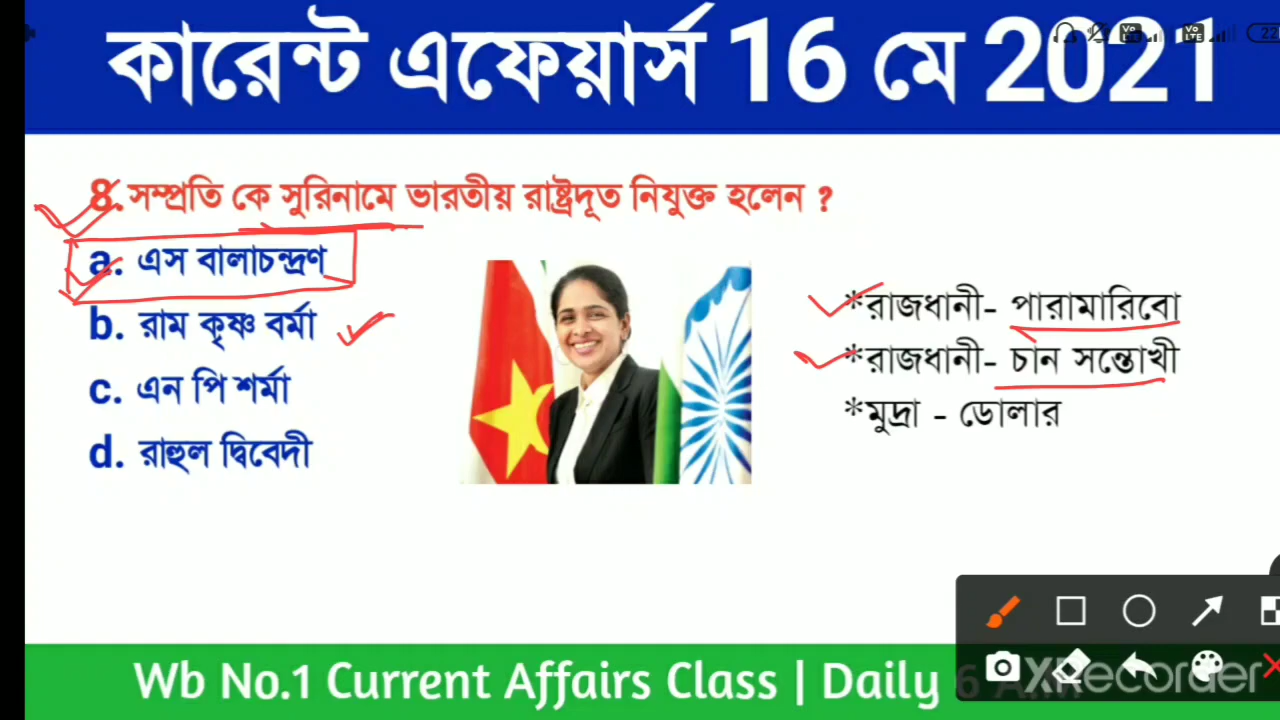 কারেন্ট এফেয়ার্স 16 মে 2021
8. সম্প্রতি কে সুরিনামে ভারতীয় রাষ্ট্রদূত নিযুক্ত হলেন ?
a. এস বালাচন্দ্রণ
b. রাম কৃষ্ণ বর্মা
c. এন পি শর্মা
d. রাহুল দ্বিবেদী
*রাজধানী- পারামারিবো
*রাজধানী- চান সন্তোখী
*মুদ্রা - ডোলার
Wb No.1 Current Affairs Class | Daily 6